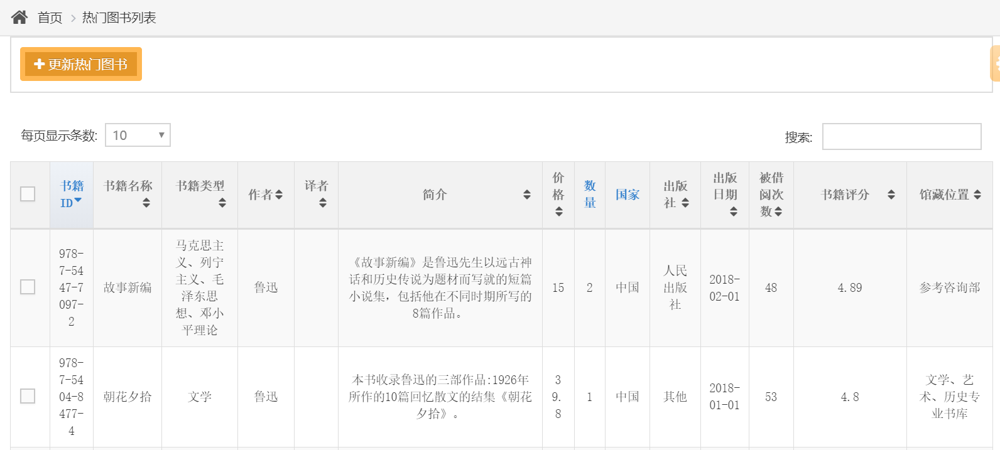 首页 > 热门图书列表
更新热门图书
每页显示条数: 10
搜索:
书籍
ID
书籍名称
书籍类型
作者
译者
简介
价
格
数
量
国家
出版
社
出版
日期
被借
阅次
数
书籍评分
馆藏位置
978-
7-54
47-7
097-
2
故事新编
马克思主
义、列宁
主义、毛
泽东思
想、邓小
平理论
鲁迅
《故事新编》是鲁迅先生以远古神
话和历史传说为题材而写就的短篇
小说集，包括他在不同时期所写的
8篇作品。
15
2
中国
人民
出版
社
2018-
02-01
48
4.89
参考咨询部
978-
7-54
04-8
477-
4
朝花夕拾
文学
鲁迅
本书收录鲁迅的三部作品:1926年
所作的10篇回忆散文的结集《朝花
夕拾》。
3
9.
8
1
中国
其他
2018-
01-01
53
4.8
文学、艺
术、历史专
业书库